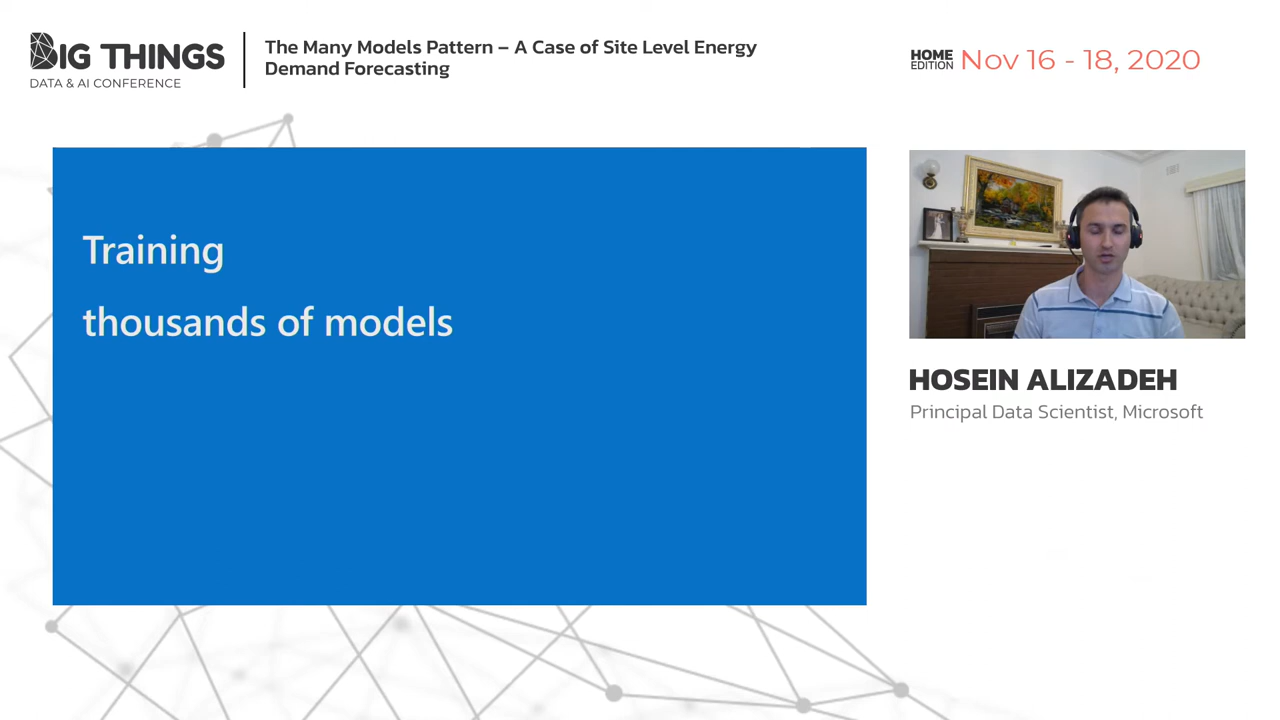 BIG THINGS
DATA & AI CONFERENCE
The Many Models Pattern – A Case of Site Level Energy
Demand Forecasting
HOME
EDITION
Nov 16 - 18, 2020
Training
thousands of models
HOSEIN ALIZADEH
Principal Data Scientist, Microsoft